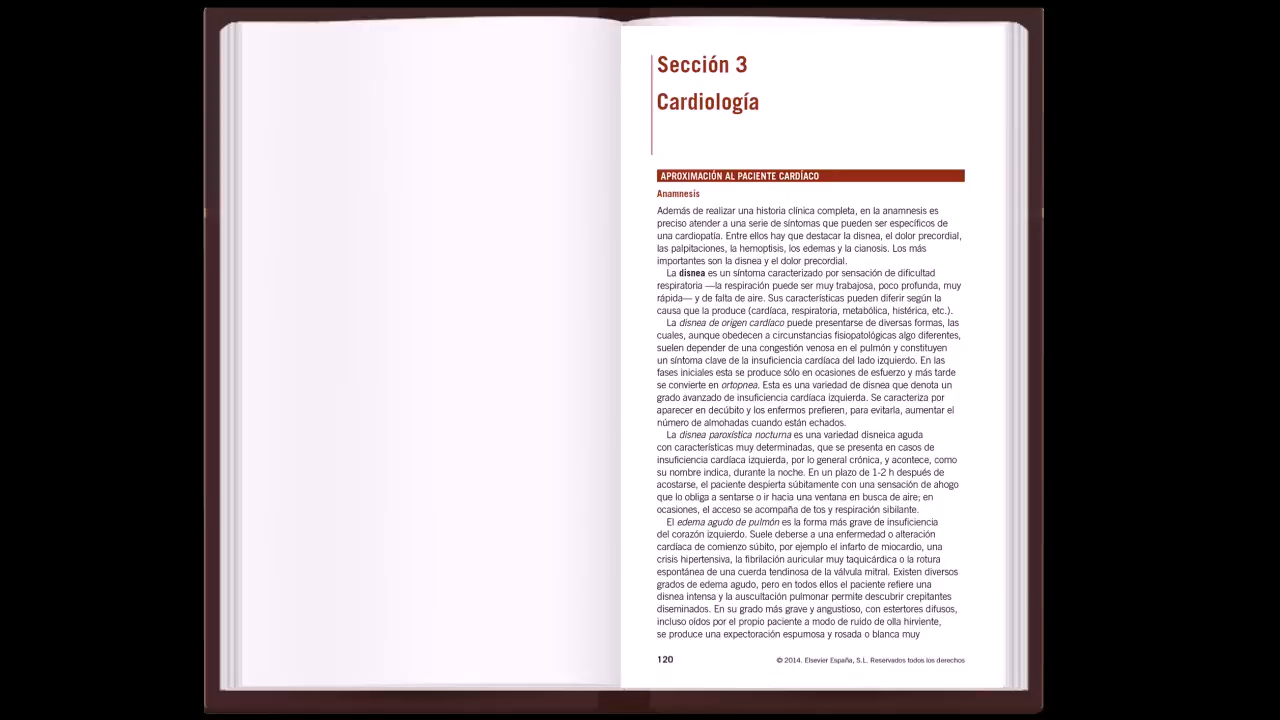 Sección 3
Cardiología
APROXIMACIÓN AL PACIENTE CARDÍACO
Anamnesis
Además de realizar una historia clínica completa, en la anamnesis es
preciso atender a una serie de síntomas que pueden ser específicos de
una cardiopatía. Entre ellos hay que destacar la disnea, el dolor precordial,
las palpitaciones, la hemoptisis, los edemas y la cianosis. Los más
importantes son la disnea y el dolor precordial.
La disnea es un síntoma caracterizado por sensación de dificultad
respiratoria —la respiración puede ser muy trabajosa, poco profunda, muy
rápida— y de falta de aire. Sus características pueden diferir según la
causa que la produce (cardíaca, respiratoria, metabólica, histérica, etc.).
La disnea de origen cardíaco puede presentarse de diversas formas, las
cuales, aunque obedecen a circunstancias fisiopatológicas algo diferentes,
suelen depender de una congestión venosa en el pulmón y constituyen
un síntoma clave de la insuficiencia cardíaca del lado izquierdo. En las
fases iniciales esta se produce sólo en ocasiones de esfuerzo y más tarde
se convierte en ortopnea. Esta es una variedad de disnea que denota un
grado avanzado de insuficiencia cardíaca izquierda. Se caracteriza por
aparecer en decúbito y los enfermos prefieren, para evitarla, aumentar el
número de almohadas cuando están echados.
La disnea paroxística nocturna es una variedad disneica aguda
con características muy determinadas, que se presenta en casos de
insuficiencia cardíaca izquierda, por lo general crónica, y acontece, como
su nombre indica, durante la noche. En un plazo de 1-2 h después de
acostarse, el paciente despierta súbitamente con una sensación de ahogo
que lo obliga a sentarse o ir hacia una ventana en busca de aire; en
ocasiones, el acceso se acompaña de tos y respiración sibilante.
El edema agudo de pulmón es la forma más grave de insuficiencia
del corazón izquierdo. Suele deberse a una enfermedad o alteración
cardíaca de comienzo súbito, por ejemplo el infarto de miocardio, una
crisis hipertensiva, la fibrilación auricular muy taquicárdica o la rotura
espontánea de una cuerda tendinosa de la válvula mitral. Existen diversos
grados de edema agudo, pero en todos ellos el paciente refiere una
disnea intensa y la auscultación pulmonar permite descubrir crepitantes
diseminados. En su grado más grave y angustioso, con estertores difusos,
incluso oídos por el propio paciente a modo de ruido de olla hirviente,
se produce una expectoración espumosa y rosada o blanca muy
120
© 2014. Elsevier España, S.L. Reservados todos los derechos